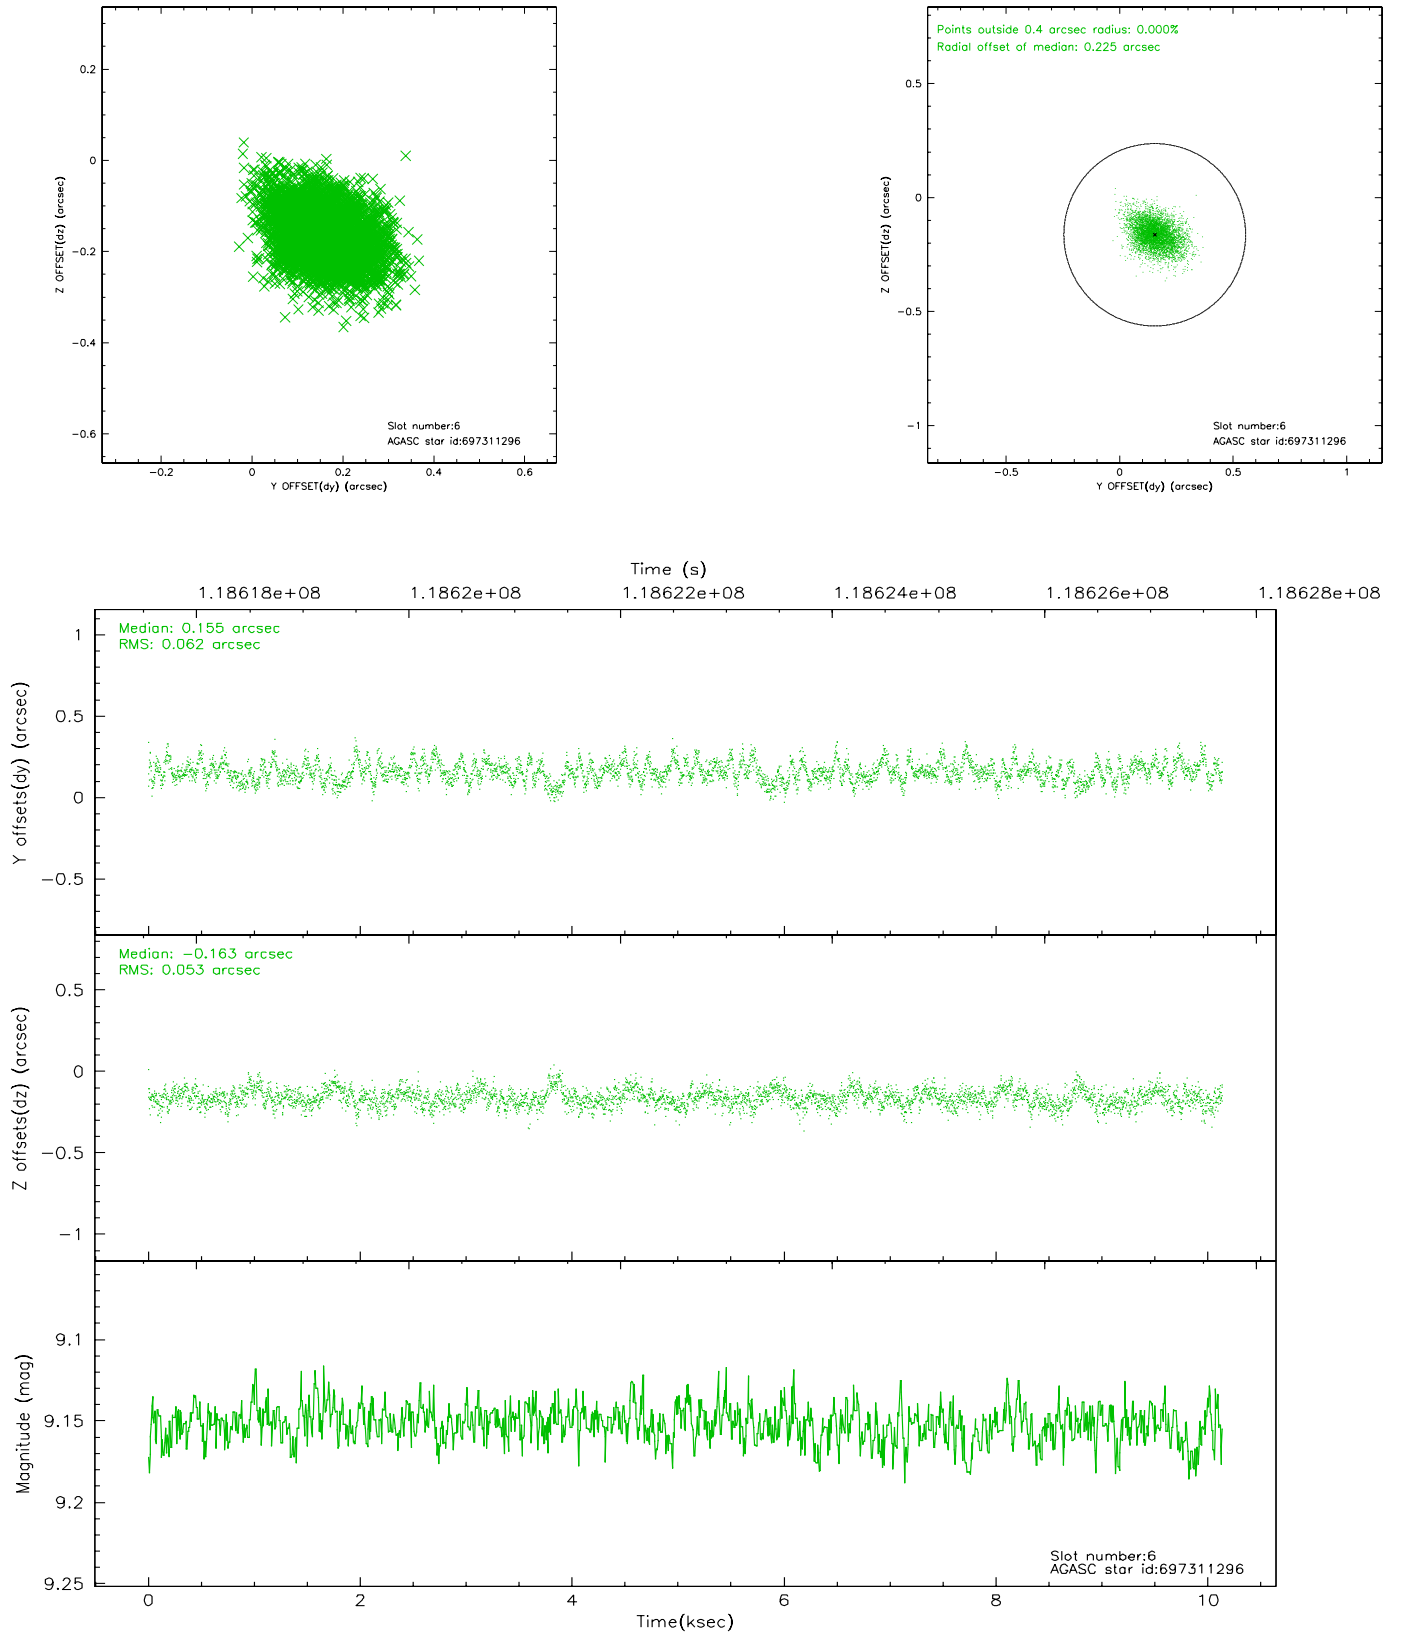 0.2
0
−0.2
−0.4
−0.6
Z OFFSET(dz) (arcsec)
Slot number:6
AGASC star id:697311296
−0.2 0 0.2 0.4 0.6
Y OFFSET(dy) (arcsec)
Points outside 0.4 arcsec radius: 0.000%
Radial offset of median: 0.225 arcsec
0.5
0
−0.5
−1
Z OFFSET(dz) (arcsec)
Slot number:6
AGASC star id:697311296
−0.5 0 0.5 1
Y OFFSET(dy) (arcsec)
Time (s)
1.18618e+08 1.1862e+08 1.18622e+08 1.18624e+08 1.18626e+08 1.18628e+08
Median: 0.155 arcsec
RMS: 0.062 arcsec
1
0.5
0
−0.5
Y offsets(dy) (arcsec)
Median: −0.163 arcsec
RMS: 0.053 arcsec
0.5
0
−0.5
−1
Z offsets(dz) (arcsec)
9.1
9.15
9.2
9.25
Magnitude (mag)
Slot number:6
AGASC star id:697311296
0 2 4 6 8 10
Time(ksec)